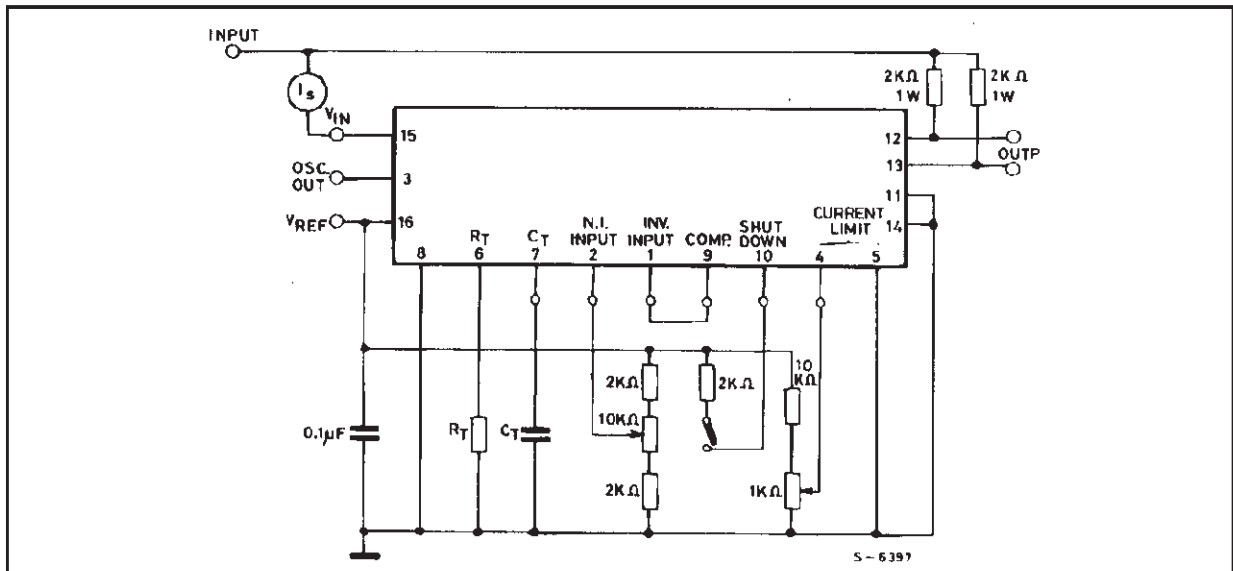 INPUT
Is
VIN
15
OSC
OUT
3
VREF
16
2KΩ
1W
2KΩ
1W
12
13
OUTP
11
14
8
RT
6
CT
7
N.I.
INPUT
2
INV.
INPUT
1
COMP.
9
SHUT
DOWN
10
CURRENT
LIMIT
4
5
0.1µF
RT
CT
2KΩ
10KΩ
2KΩ
2KΩ
10
KΩ
1KΩ
S-6397